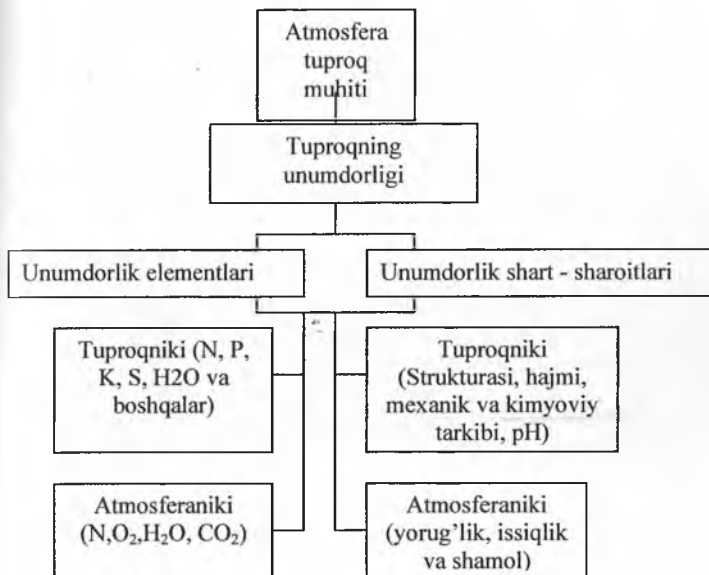 Atmosfera
tuproq
muhiti
Tuproqning
unumdorligi
Unumdorlik elementlari
Unumdorlik shart - sharoitlari
Tuproqniki (N, P,
K, S, H2O va
boshqalar)
Tuproqniki
(Strukturasi, hajmi,
mexanik va kimyoviy
tarkibi, pH)
Atmosferaniki
(N,O₂,H₂O, CO₂)
Atmosferaniki
(yorug’lik, issiqlik
va shamol)